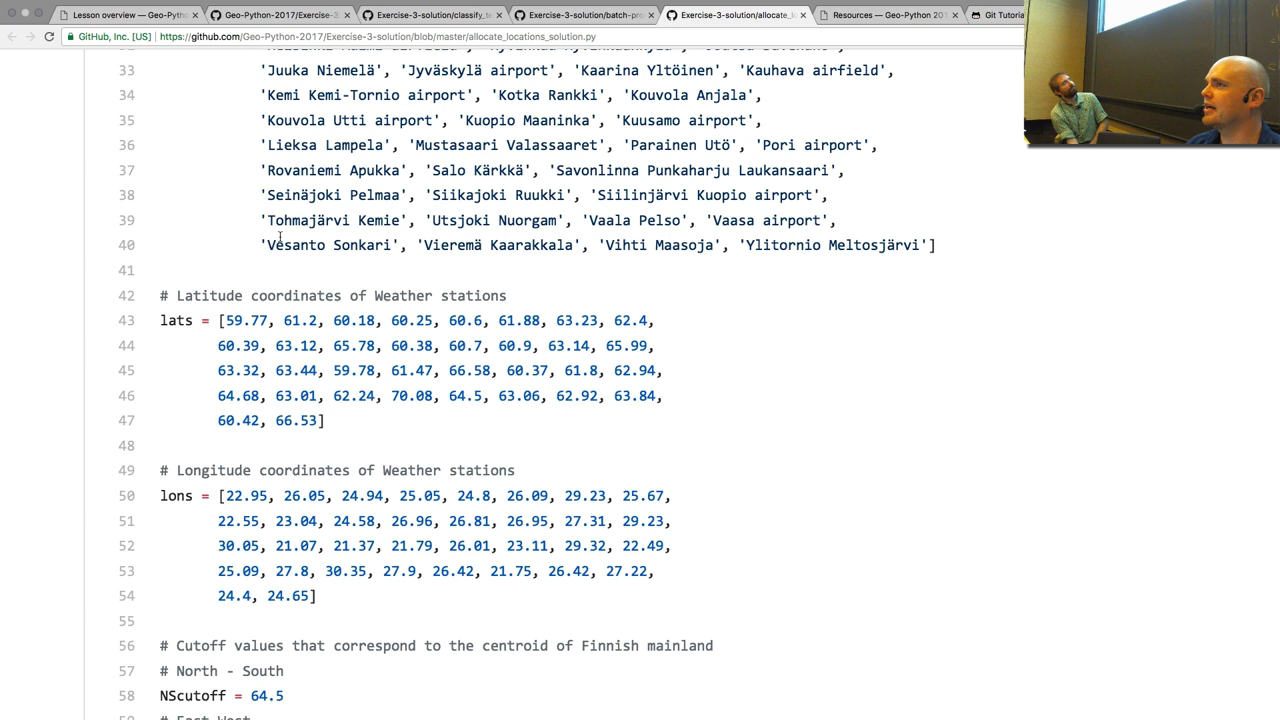 Lesson overview — Geo-Pyth
Geo-Python-2017/Exercise-3
Exercise-3-solution/classify_te
Exercise-3-solution/batch-pro
Exercise-3-solution/allocate_lo
Resources — Geo-Python 201
Git Tutoria
GitHub, Inc. [US] | https://github.com/Geo-Python-2017/Exercise-3-solution/blob/master/allocate_locations_solution.py
33 'Juuka Niemelä', 'Jyväskylä airport', 'Kaarina Yltöinen', 'Kauhava airfield',
34 'Kemi Kemi-Tornio airport', 'Kotka Rankki', 'Kouvola Anjala',
35 'Kouvola Utti airport', 'Kuopio Maaninka', 'Kuusamo airport',
36 'Lieksa Lampela', 'Mustasaari Valassaaret', 'Parainen Utö', 'Pori airport',
37 'Rovaniemi Apukka', 'Salo Kärkkä', 'Savonlinna Punkaharju Laukansaari',
38 'Seinäjoki Pelmaa', 'Siikajoki Ruukki', 'Siilinjärvi Kuopio airport',
39 'Tohmajärvi Kemie', 'Utsjoki Nuorgam', 'Vaala Pelso', 'Vaasa airport',
40 'Vesanto Sonkari', 'Vieremä Kaarakkala', 'Vihti Maasoja', 'Ylitornio Meltosjärvi']
41
42 # Latitude coordinates of Weather stations
43 lats = [59.77, 61.2, 60.18, 60.25, 60.6, 61.88, 63.23, 62.4,
44 60.39, 63.12, 65.78, 60.38, 60.7, 60.9, 63.14, 65.99,
45 63.32, 63.44, 59.78, 61.47, 66.58, 60.37, 61.8, 62.94,
46 64.68, 63.01, 62.24, 70.08, 64.5, 63.06, 62.92, 63.84,
47 60.42, 66.53]
48
49 # Longitude coordinates of Weather stations
50 lons = [22.95, 26.05, 24.94, 25.05, 24.8, 26.09, 29.23, 25.67,
51 22.55, 23.04, 24.58, 26.96, 26.81, 26.95, 27.31, 29.23,
52 30.05, 21.07, 21.37, 21.79, 26.01, 23.11, 29.32, 22.49,
53 25.09, 27.8, 30.35, 27.9, 26.42, 21.75, 26.42, 27.22,
54 24.4, 24.65]
55
56 # Cutoff values that correspond to the centroid of Finnish mainland
57 # North - South
58 NScutoff = 64.5